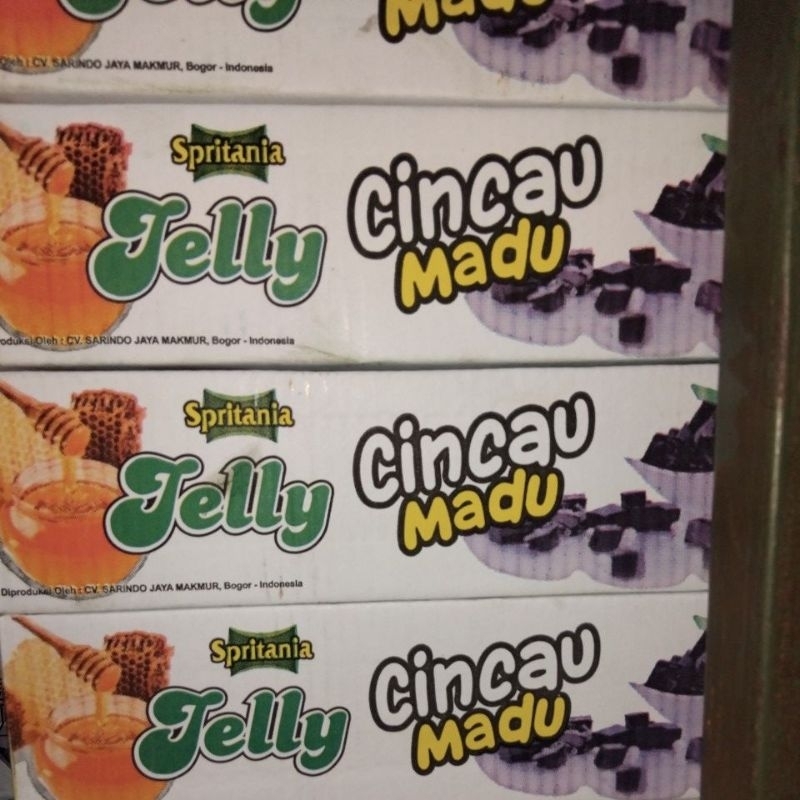 Madu
Oleh : CV. SARINDO JAYA MAKMUR, Bogor - Indonesia
Spritania
Jelly
Cincau
Madu
Oleh : CV. SARINDO JAYA MAKMUR, Bogor - Indonesia
Spritania
Jelly
Cincau
Madu
Diproduksi Oleh : CV. SARINDO JAYA MAKMUR, Bogor - Indonesia
Spritania
Jelly
Cincau
Madu